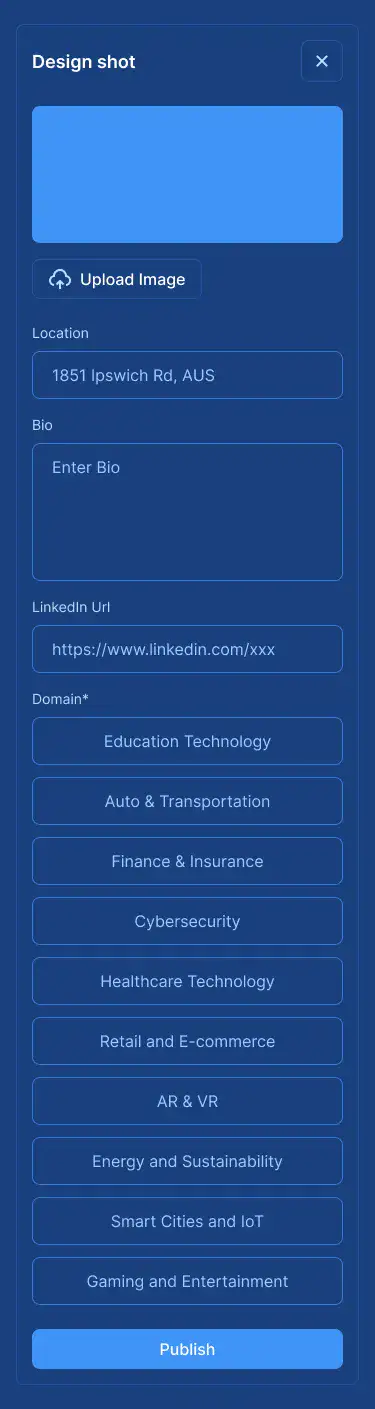 Design shot
Upload Image
Location
1851 Ipswich Rd, AUS
Bio
Enter Bio
LinkedIn Url
https://www.linkedin.com/xxx
Domain*
Education Technology
Auto & Transportation
Finance & Insurance
Cybersecurity
Healthcare Technology
Retail and E-commerce
AR & VR
Energy and Sustainability
Smart Cities and IoT
Gaming and Entertainment
Publish